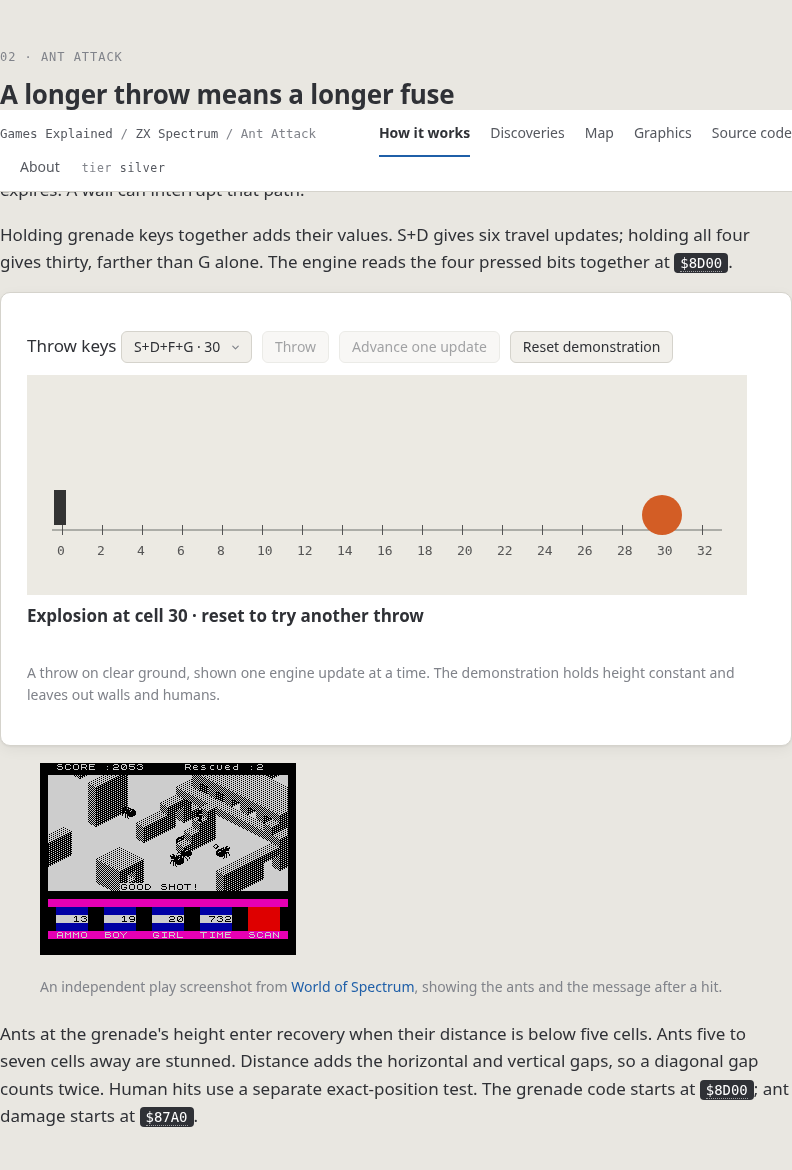 02 · ANT ATTACK
A longer throw means a longer fuse
Games Explained / ZX Spectrum / Ant Attack
How it works Discoveries Map Graphics Source code
About tier silver
expires. A wall can interrupt that path.
Holding grenade keys together adds their values. S+D gives six travel updates; holding all four
gives thirty, farther than G alone. The engine reads the four pressed bits together at $8D00.
Throw keys S+D+F+G · 30 Throw Advance one update Reset demonstration
0 2 4 6 8 10 12 14 16 18 20 22 24 26 28 30 32
Explosion at cell 30 · reset to try another throw
A throw on clear ground, shown one engine update at a time. The demonstration holds height constant and
leaves out walls and humans.
SCORE :2053 Rescued :2
GOOD SHOT!
13 19 20 732
AMMO BOY GIRL TIME SCAN
An independent play screenshot from World of Spectrum, showing the ants and the message after a hit.
Ants at the grenade's height enter recovery when their distance is below five cells. Ants five to
seven cells away are stunned. Distance adds the horizontal and vertical gaps, so a diagonal gap
counts twice. Human hits use a separate exact-position test. The grenade code starts at $8D00; ant
damage starts at $87A0.